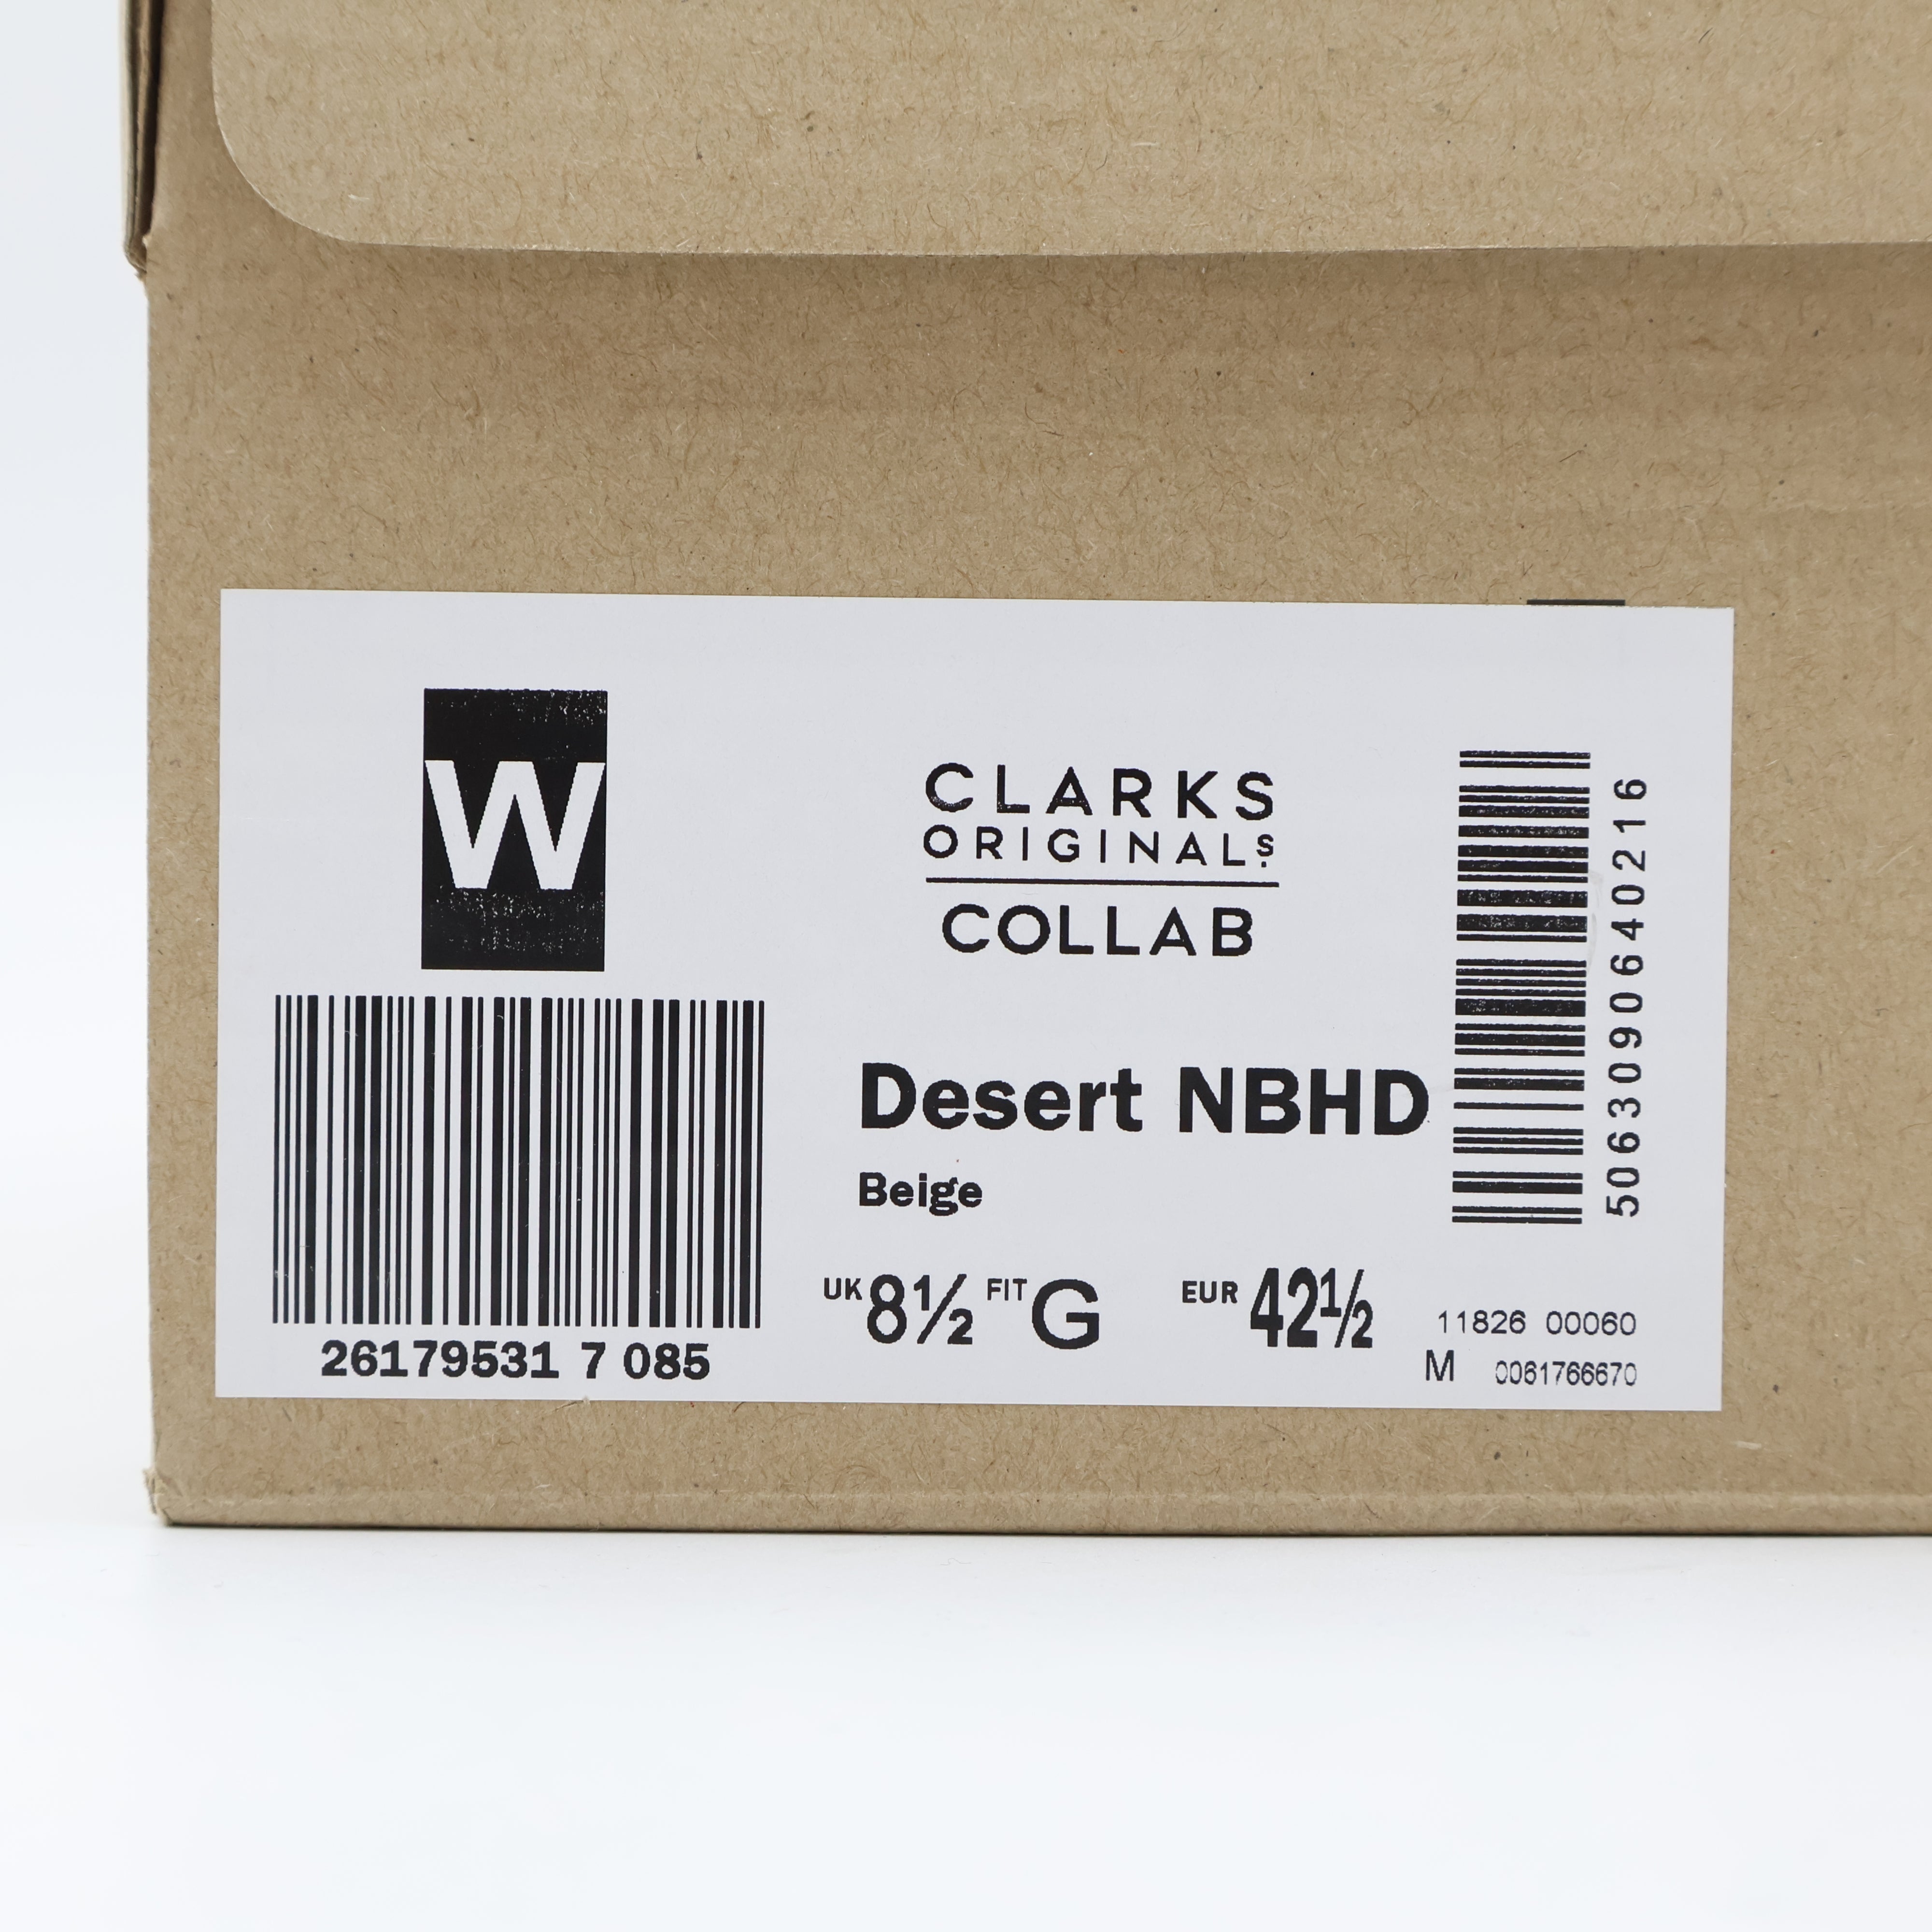 W
26179531 7 085
CLARKS
ORIGINALS.
COLLAB
Desert NBHD
Beige
UK 8½ FIT G EUR 42½
5063090640216
11826 00060
M 0061766670